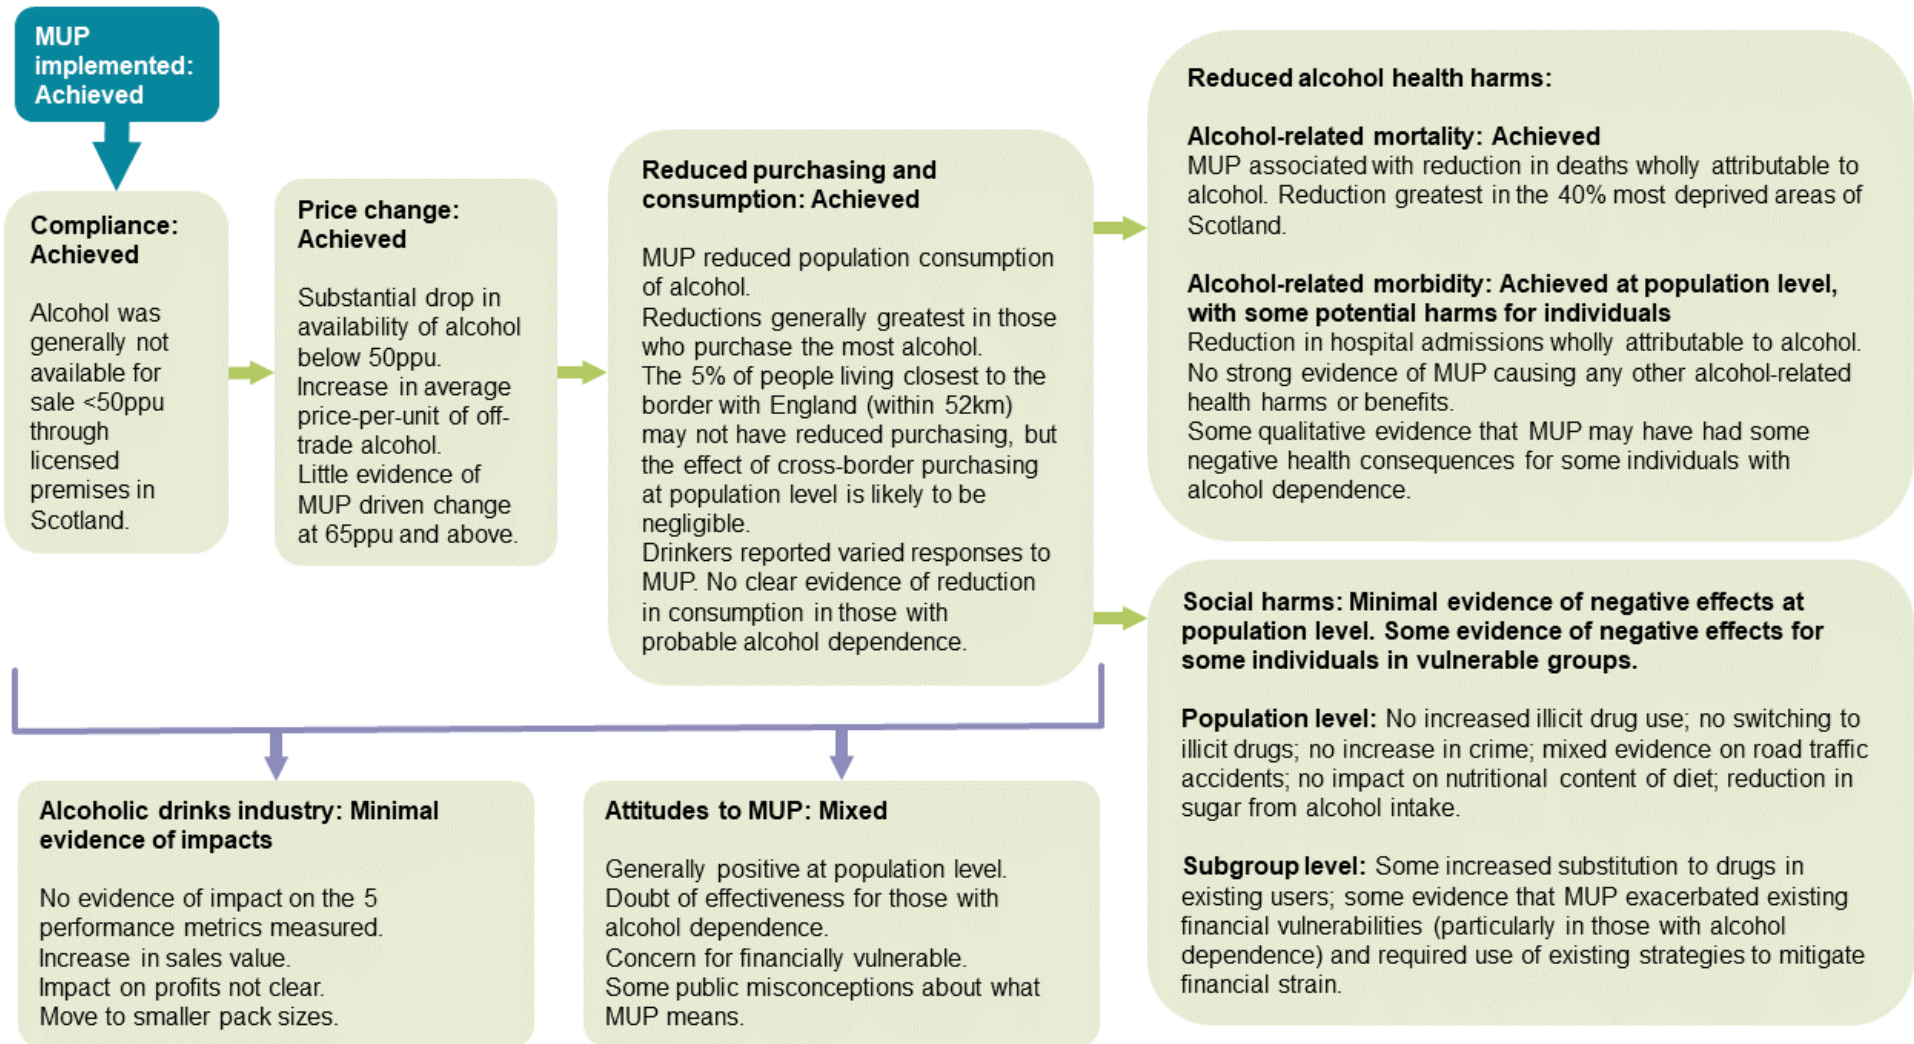 MUP
implemented:
Achieved
Compliance:
Achieved
Alcohol was
generally not
available for
sale <50ppu
through
licensed
premises in
Scotland.
Price change:
Achieved
Substantial drop in
availability of alcohol
below 50ppu.
Increase in average
price-per-unit of off-
trade alcohol.
Little evidence of
MUP driven change
at 65ppu and above.
Reduced purchasing and
consumption: Achieved
MUP reduced population consumption
of alcohol.
Reductions generally greatest in those
who purchase the most alcohol.
The 5% of people living closest to the
border with England (within 52km)
may not have reduced purchasing, but
the effect of cross-border purchasing
at population level is likely to be
negligible.
Drinkers reported varied responses to
MUP. No clear evidence of reduction
in consumption in those with
probable alcohol dependence.
Reduced alcohol health harms:
Alcohol-related mortality: Achieved
MUP associated with reduction in deaths wholly attributable to
alcohol. Reduction greatest in the 40% most deprived areas of
Scotland.
Alcohol-related morbidity: Achieved at population level,
with some potential harms for individuals
Reduction in hospital admissions wholly attributable to alcohol.
No strong evidence of MUP causing any other alcohol-related
health harms or benefits.
Some qualitative evidence that MUP may have had some
negative health consequences for some individuals with
alcohol dependence.
Social harms: Minimal evidence of negative effects at
population level. Some evidence of negative effects for
some individuals in vulnerable groups.
Population level: No increased illicit drug use; no switching to
illicit drugs; no increase in crime; mixed evidence on road traffic
accidents; no impact on nutritional content of diet; reduction in
sugar from alcohol intake.
Subgroup level: Some increased substitution to drugs in
existing users; some evidence that MUP exacerbated existing
financial vulnerabilities (particularly in those with alcohol
dependence) and required use of existing strategies to mitigate
financial strain.
Alcoholic drinks industry: Minimal
evidence of impacts
No evidence of impact on the 5
performance metrics measured.
Increase in sales value.
Impact on profits not clear.
Move to smaller pack sizes.
Attitudes to MUP: Mixed
Generally positive at population level.
Doubt of effectiveness for those with
alcohol dependence.
Concern for financially vulnerable.
Some public misconceptions about what
MUP means.